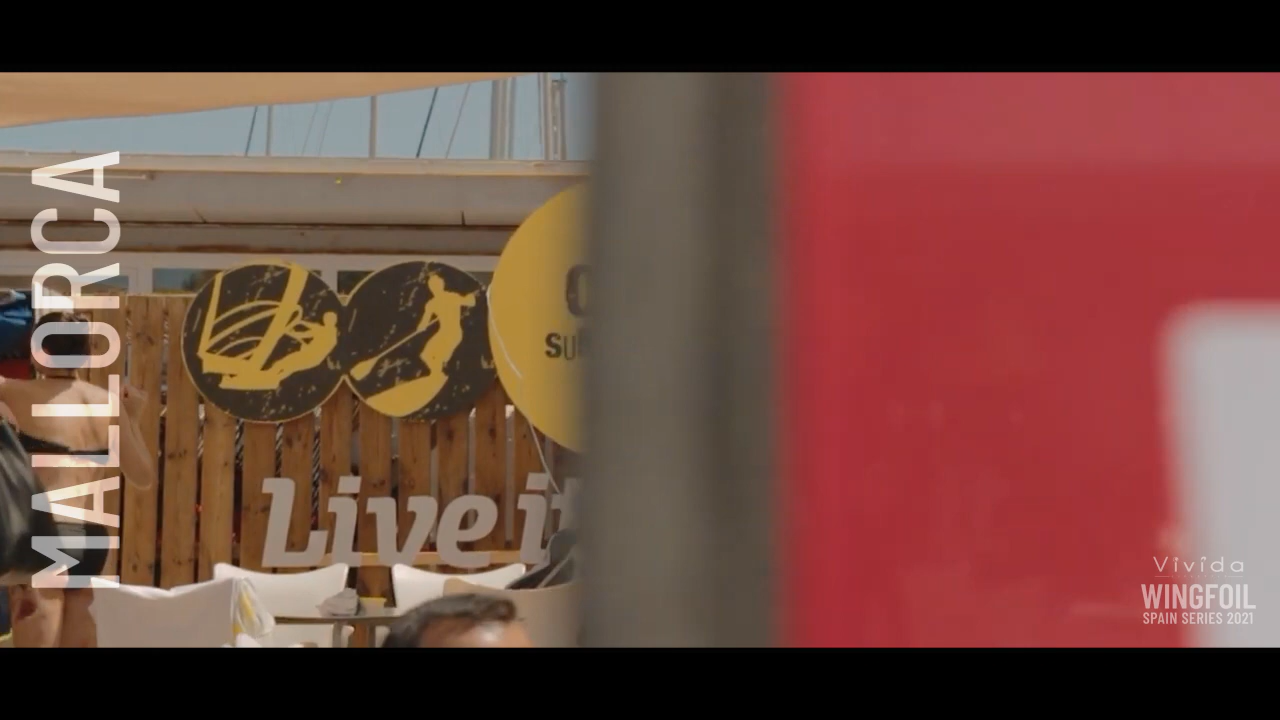 MALLORCA
Live it
Vivida
WINGFOIL
SPAIN SERIES 2021